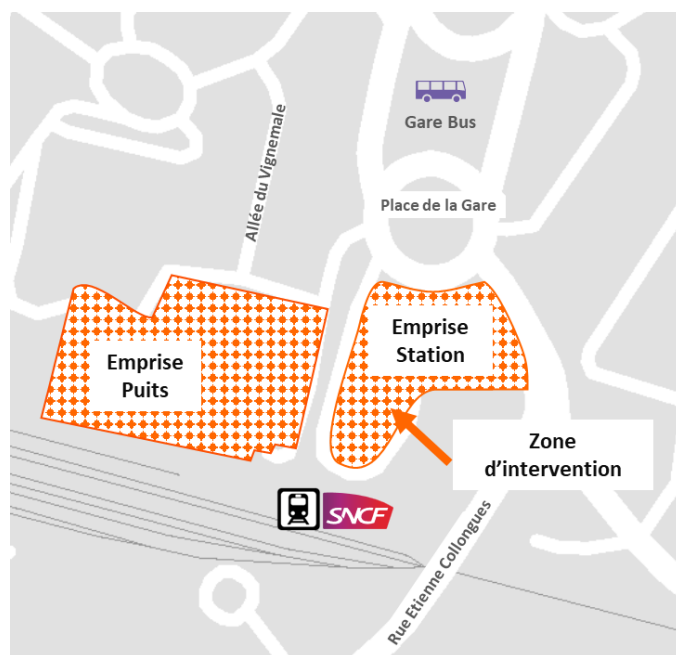 Gare Bus
Allée du Vignemale
Place de la Gare
Emprise
Station
Emprise
Puits
Zone
d'intervention
SNCF
Rue Etienne Collongues